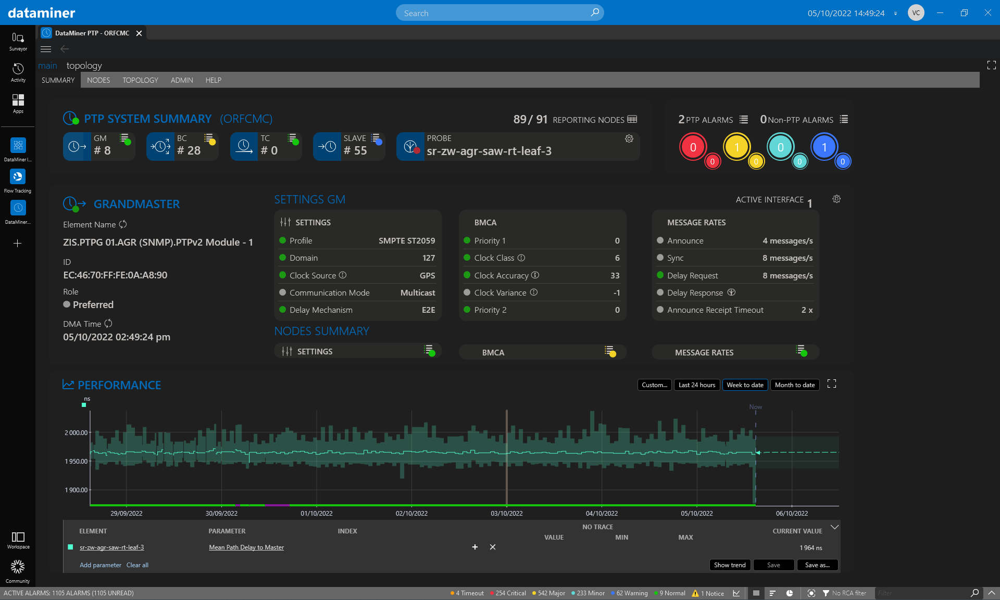 dataminer
Search
05/10/2022 14:49:24
VC
DataMiner PTP - ORFCMC
Surveyor
Activity
Apps
DataMiner I...
Flow Tracking
DataMiner...
Workspace
Community
main topology
SUMMARY NODES TOPOLOGY ADMIN HELP
PTP SYSTEM SUMMARY (ORFCMC)
89 / 91 REPORTING NODES
2 PTP ALARMS
0 Non-PTP ALARMS
GM
# 8
BC
# 28
TC
# 0
SLAVE
# 55
PROBE
sr-zw-agr-saw-rt-leaf-3
0 0 1 0 0 0 1 0
GRANDMASTER
Element Name
ZIS.PTPG 01.AGR (SNMP).PTPv2 Module - 1
ID
EC:46:70:FF:FE:0A:A8:90
Role
Preferred
DMA Time
05/10/2022 02:49:24 pm
SETTINGS GM
ACTIVE INTERFACE 1
SETTINGS
Profile SMPTE ST2059
Domain 127
Clock Source GPS
Communication Mode Multicast
Delay Mechanism E2E
BMCA
Priority 1 0
Clock Class 6
Clock Accuracy 33
Clock Variance -1
Priority 2 0
MESSAGE RATES
Announce 4 messages/s
Sync 8 messages/s
Delay Request 8 messages/s
Delay Response
Announce Receipt Timeout 2 x
NODES SUMMARY
SETTINGS
BMCA
MESSAGE RATES
PERFORMANCE
Custom... Last 24 hours Week to date Month to date
ns
Now
2 000.00
1 950.00
1 900.00
29/09/2022 30/09/2022 01/10/2022 02/10/2022 03/10/2022 04/10/2022 05/10/2022 06/10/2022
ELEMENT PARAMETER INDEX NO TRACE CURRENT VALUE
VALUE MIN MAX
sr-zw-agr-saw-rt-leaf-3 Mean Path Delay to Master 1 964 ns
Add parameter Clear all
Show trend Save Save as...
ACTIVE ALARMS: 1105 ALARMS (1105 UNREAD)
4 Timeout 254 Critical 542 Major 233 Minor 62 Warning 9 Normal 1 Notice
No RCA filter
Filter